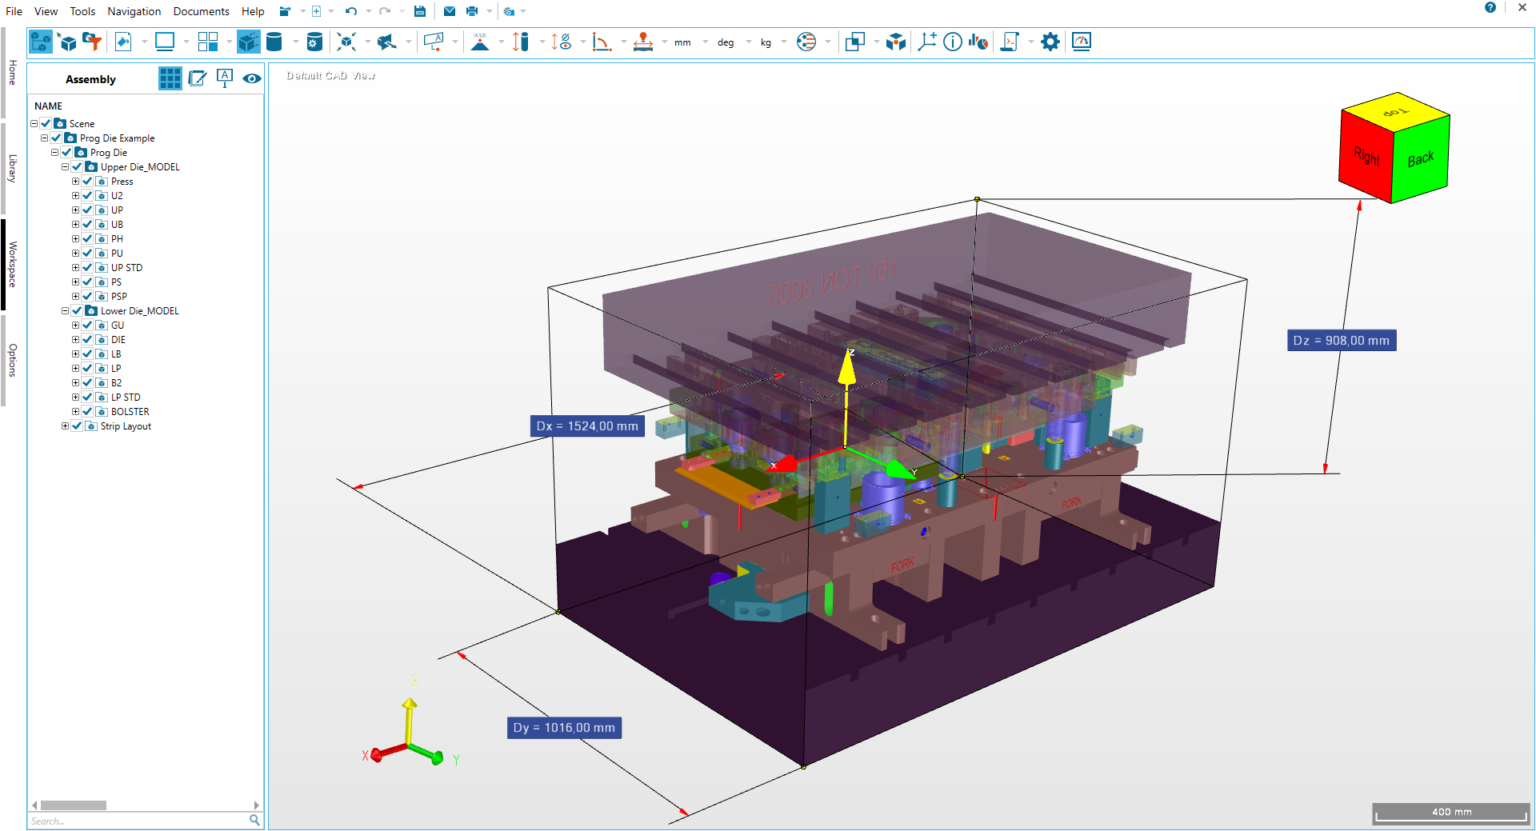 File View Tools Navigation Documents Help
mm deg kg
Home
Library
Workspace
Options
Assembly
NAME
Scene
Prog Die Example
Prog Die
Upper Die_MODEL
Press
U2
UP
UB
PH
PU
UP STD
PS
PSP
Lower Die_MODEL
GU
DIE
LB
LP
B2
LP STD
BOLSTER
Strip Layout
Search...
Default CAD View
Top
Right
Back
Dz = 908,00 mm
Dx = 1524,00 mm
Z
X
Y
FORK
FORK
Dy = 1016,00 mm
Z
X
Y
400 mm